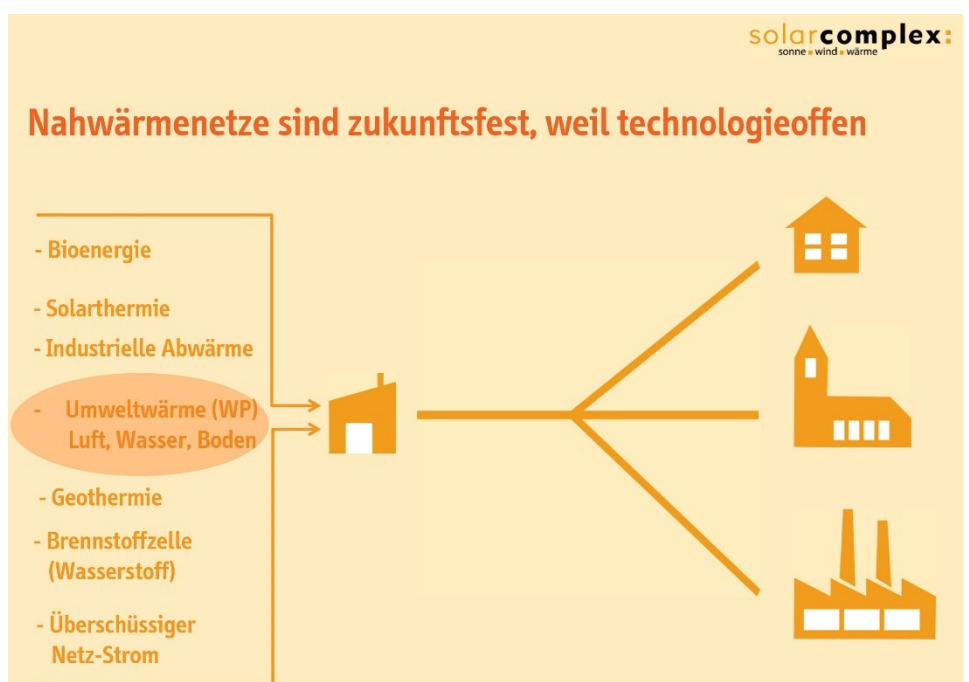 solarcomplex:
sonne wind wärme
Nahwärmenetze sind zukunftsfest, weil technologieoffen
- Bioenergie
- Solarthermie
- Industrielle Abwärme
- Umweltwärme (WP)
Luft, Wasser, Boden
- Geothermie
- Brennstoffzelle
(Wasserstoff)
- Überschüssiger
Netz-Strom